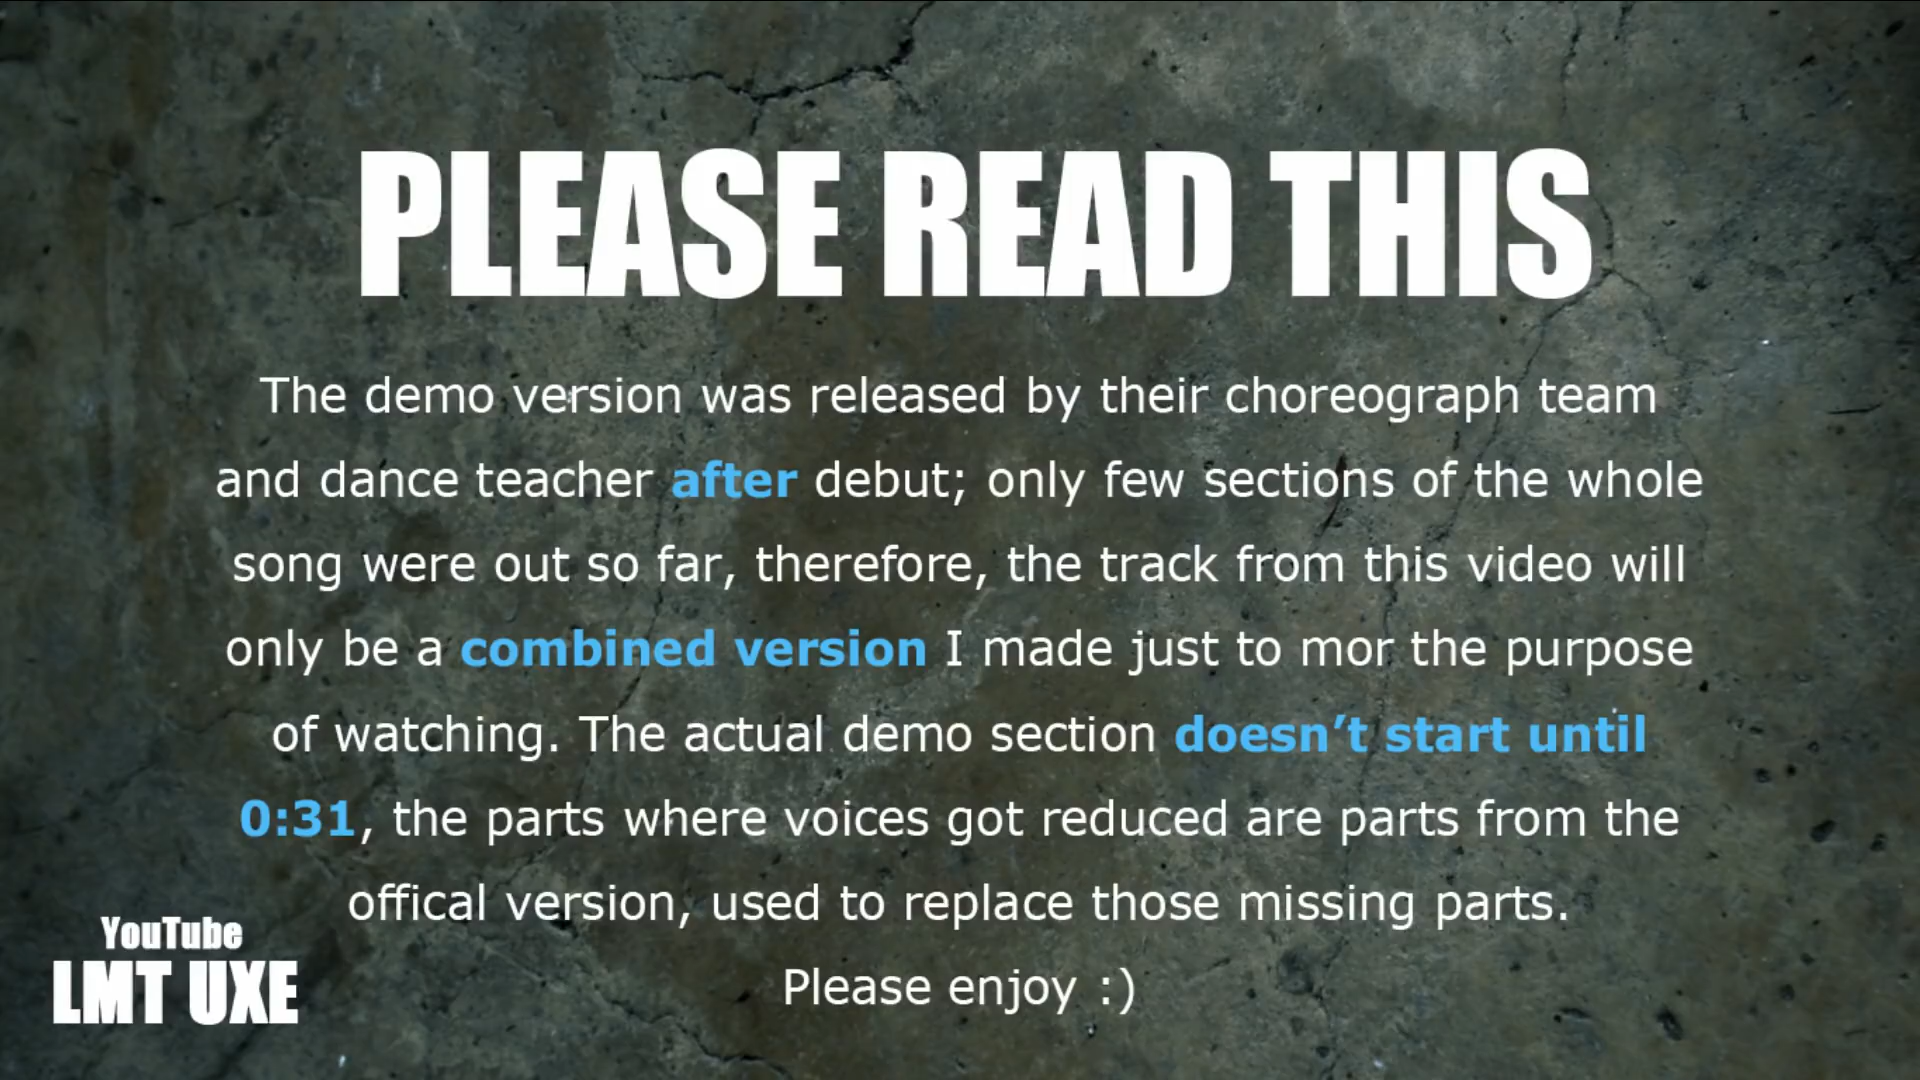 PLEASE READ THIS
The demo version was released by their choreograph team
and dance teacher after debut; only few sections of the whole
song were out so far, therefore, the track from this video will
only be a combined version I made just to mor the purpose
of watching. The actual demo section doesn’t start until
0:31, the parts where voices got reduced are parts from the
offical version, used to replace those missing parts.
Please enjoy :)
YouTube
LMT UXE